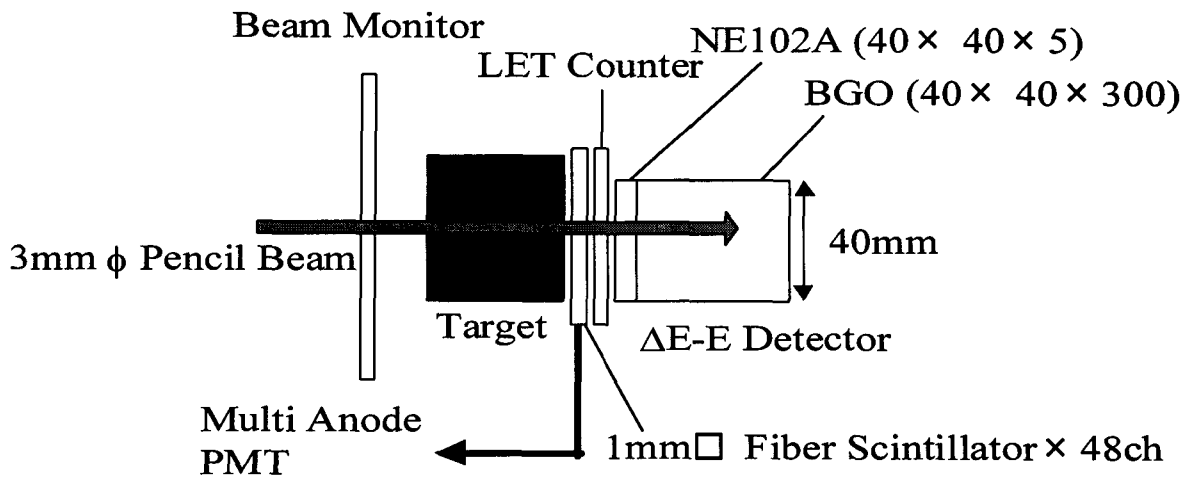 Beam Monitor
NE102A (40× 40×5)
LET Counter
BGO (40× 40×300)
40mm
3mm ϕ Pencil Beam
Target
ΔE-E Detector
Multi Anode
PMT
1mm□ Fiber Scintillator×48ch